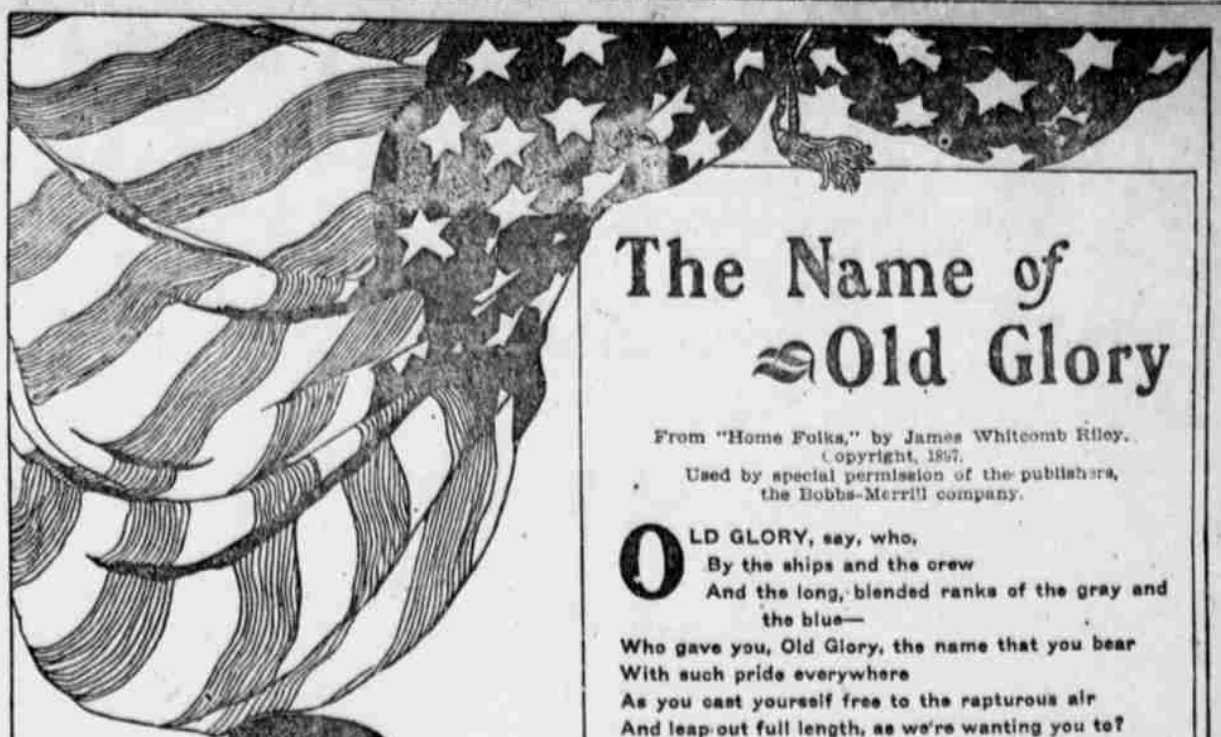 The Name of
Old Glory
From "Home Folks," by James Whitcomb Riley.
Copyright, 1897.
Used by special permission of the publishers,
the Bobbs-Merrill company.
OLD GLORY, say, who,
By the ships and the crew
And the long, blended ranks of the gray and
the blue—
Who gave you, Old Glory, the name that you bear
With such pride everywhere
As you cast yourself free to the rapturous air
And leap out full length, as we're wanting you to?